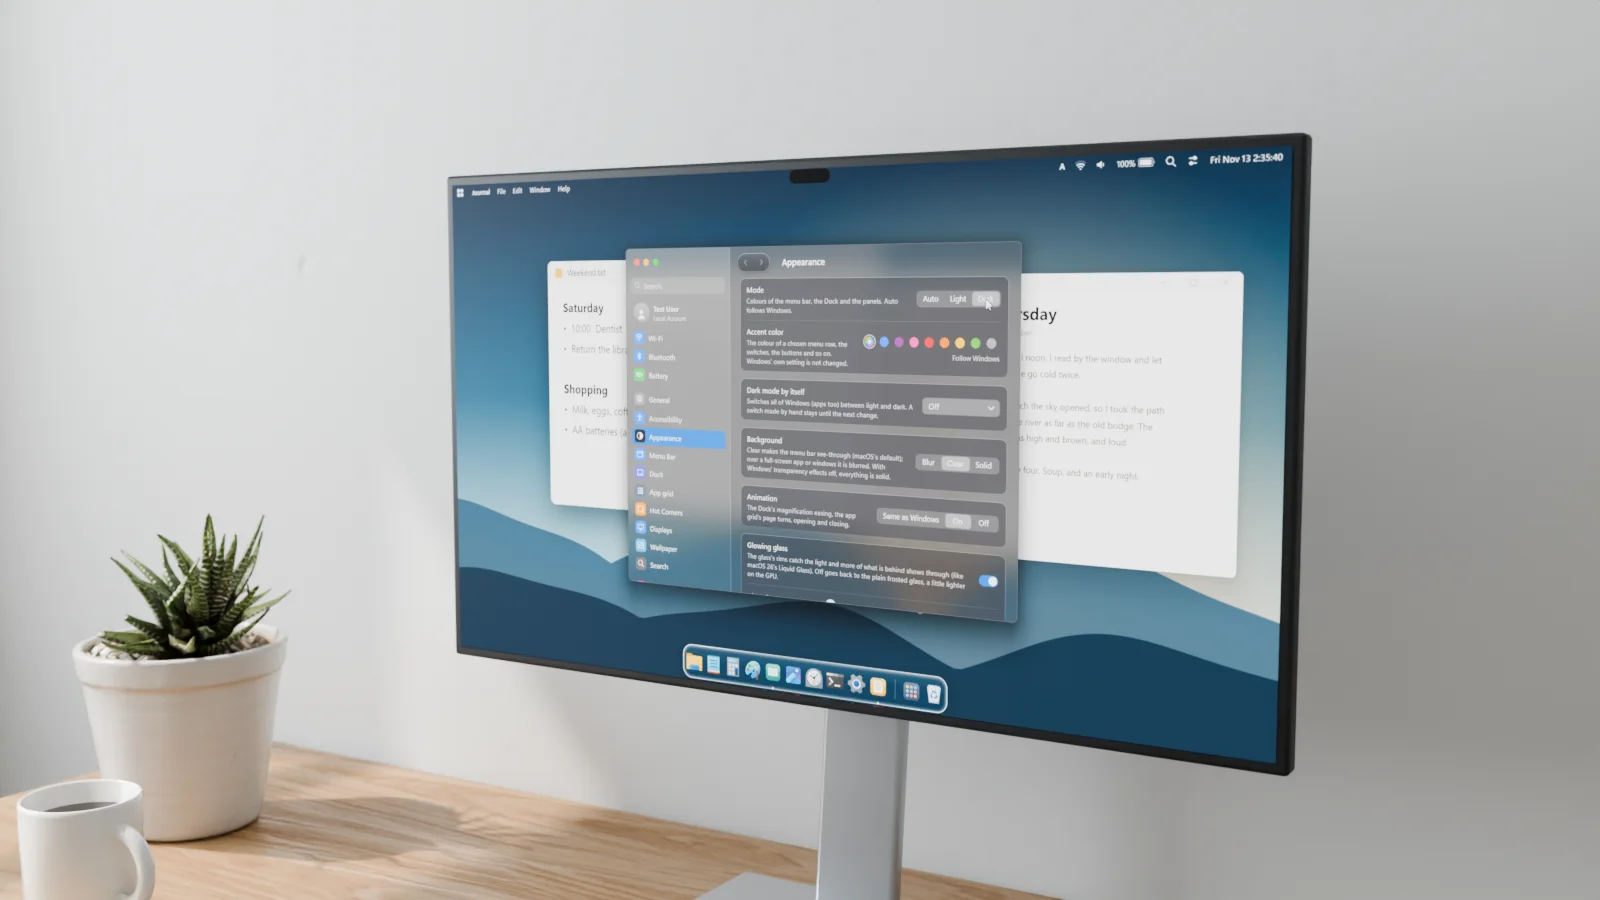 Journal File Edit Window Help
A 100% Fri Nov 13 2:35:40
Weekend.txt
Saturday
• 10:00 Dentist
• Return the libra
Shopping
• Milk, eggs, coff
• AA batteries (a
Search
Test User
Local Account
Wi-Fi
Bluetooth
Battery
General
Accessibility
Appearance
Menu Bar
Dock
App grid
Hot Corners
Displays
Wallpaper
Search
Appearance
Mode
Colours of the menu bar, the Dock and the panels. Auto
follows Windows.
Auto Light Dark
Accent color
The colour of a chosen menu row, the
switches, the buttons and so on.
Windows' own setting is not changed.
Follow Windows
Dark mode by itself
Switches all of Windows (apps too) between light and dark. A
switch made by hand stays until the next change.
Off
Background
Clear makes the menu bar see-through (macOS's default);
over a full-screen app or windows it is blurred. With
Windows' transparency effects off, everything is solid.
Blur Clear Solid
Animation
The Dock's magnification easing, the app
grid's page turns, opening and closing.
Same as Windows On Off
Glowing glass
The glass's rims catch the light and more of what is behind shows through (like
macOS 26's Liquid Glass). Off goes back to the plain frosted glass, a little lighter
on the GPU.
rsday
noon. I read by the window and let
go cold twice.
ch the sky opened, so I took the path
river as far as the old bridge. The
s high and brown, and loud.
four. Soup, and an early night.